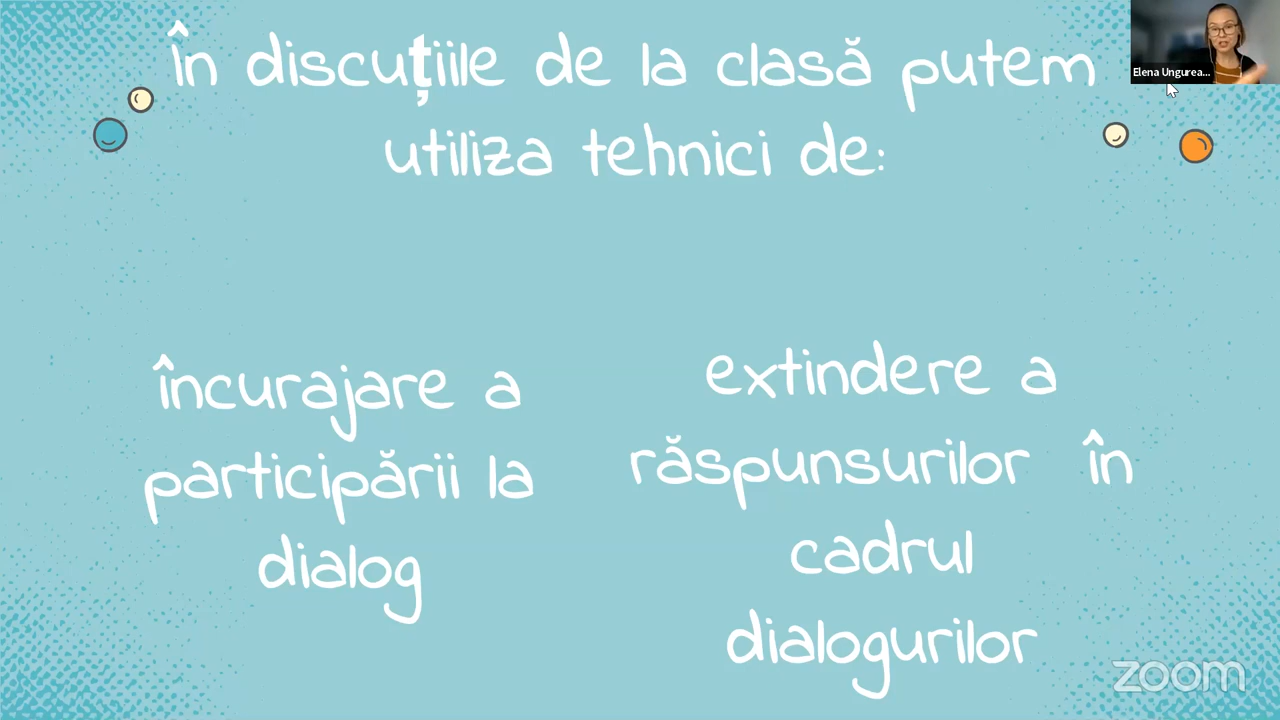 În discuțiile de la clasă putem
utiliza tehnici de:
Elena Ungurea...
încurajare a
participării la
dialog
extindere a
răspunsurilor în
cadrul
dialogurilor
zoom